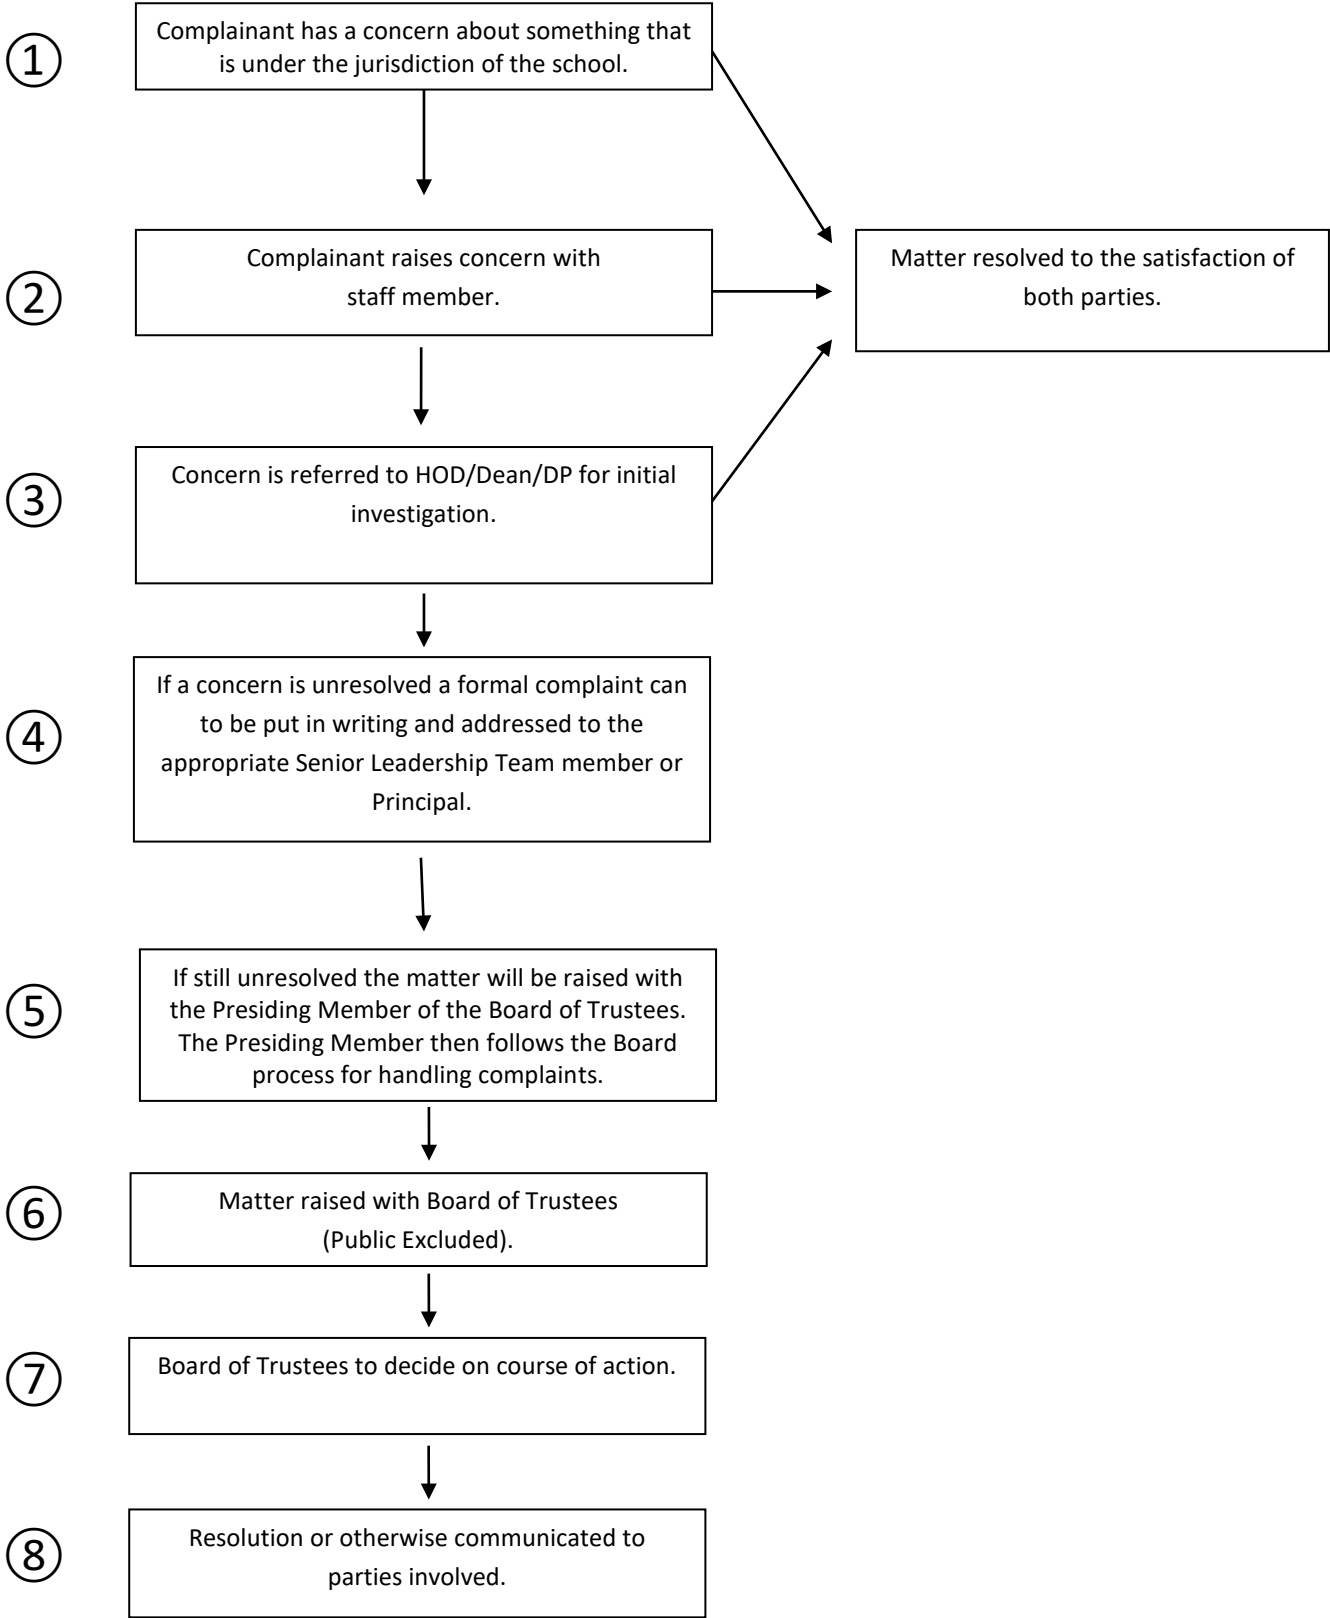 ①
Complainant has a concern about something that
is under the jurisdiction of the school.
②
Complainant raises concern with
staff member.
Matter resolved to the satisfaction of
both parties.
③
Concern is referred to HOD/Dean/DP for initial
investigation.
④
If a concern is unresolved a formal complaint can
to be put in writing and addressed to the
appropriate Senior Leadership Team member or
Principal.
⑤
If still unresolved the matter will be raised with
the Presiding Member of the Board of Trustees.
The Presiding Member then follows the Board
process for handling complaints.
⑥
Matter raised with Board of Trustees
(Public Excluded).
⑦
Board of Trustees to decide on course of action.
⑧
Resolution or otherwise communicated to
parties involved.